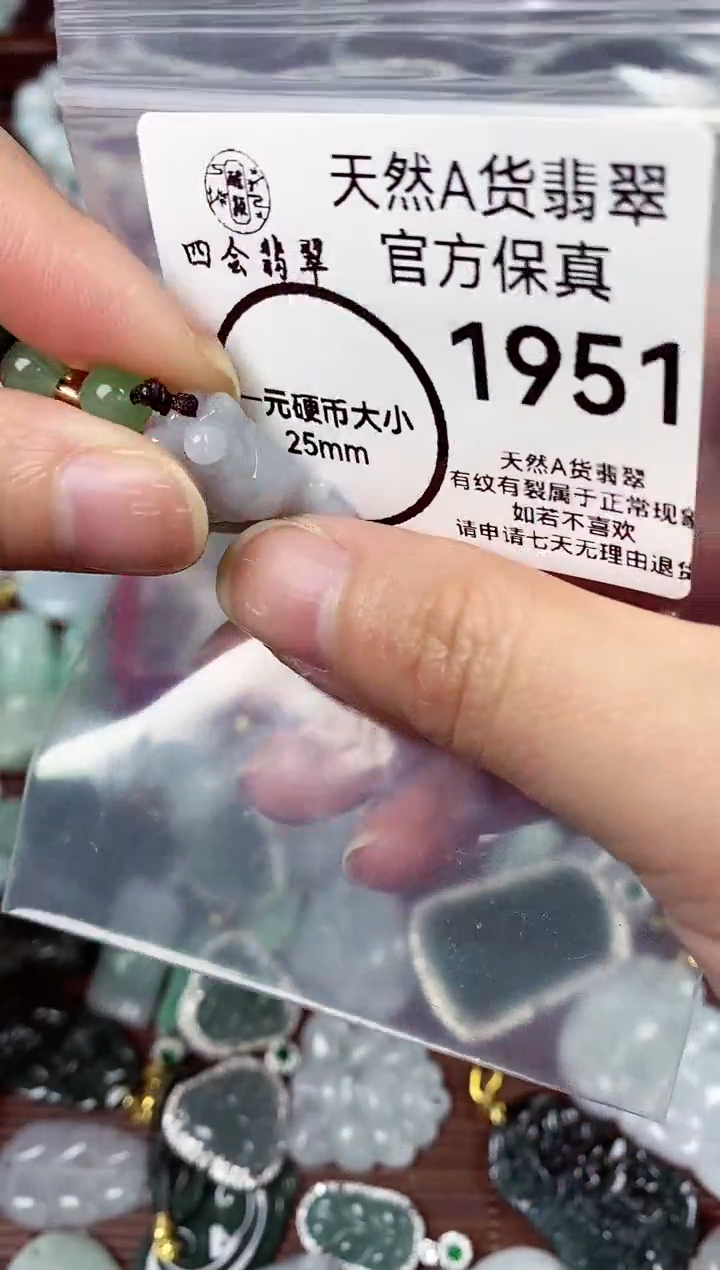 天然A货翡翠
四会翡翠
官方保真
1951
一元硬币大小
25mm
天然A货翡翠
有纹有裂属于正常现象
如若不喜欢
请申请七天无理由退货